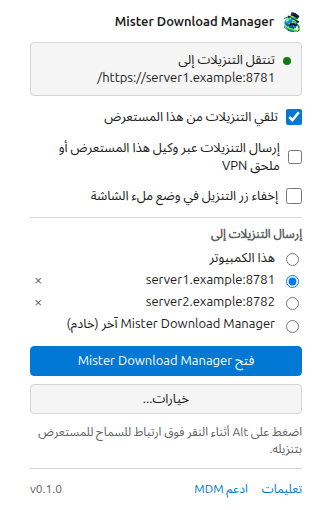 Mister Download Manager
تنتقل التنزيلات إلى
https://server1.example:8781/
تلقي التنزيلات من هذا المستعرض
إرسال التنزيلات عبر وكيل هذا المستعرض أو
ملحق VPN
إخفاء زر التنزيل في وضع ملء الشاشة
إرسال التنزيلات إلى
هذا الكمبيوتر
server1.example:8781 ×
server2.example:8782 ×
Mister Download Manager آخر (خادم)
فتح Mister Download Manager
خيارات...
اضغط على Alt أثناء النقر فوق ارتباط للسماح للمستعرض
بتنزيله.
تعليمات ادعم MDM v0.1.0